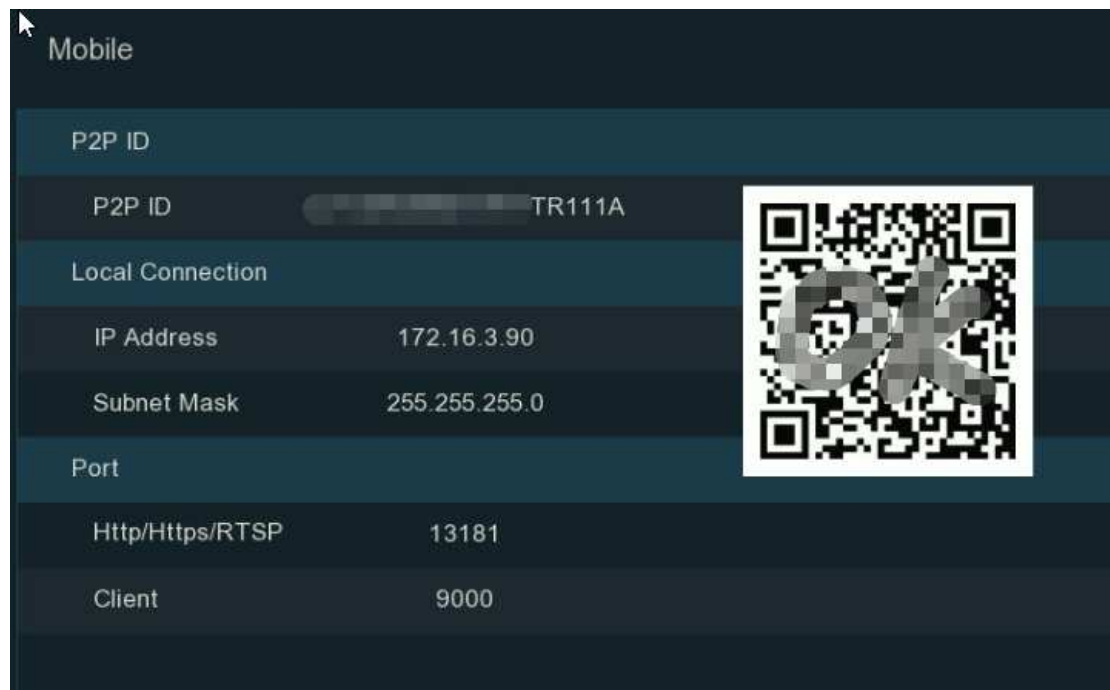 Mobile
P2P ID
P2P ID TR111A
Local Connection
IP Address 172.16.3.90
Subnet Mask 255.255.255.0
Port
Http/Https/RTSP 13181
Client 9000
OK